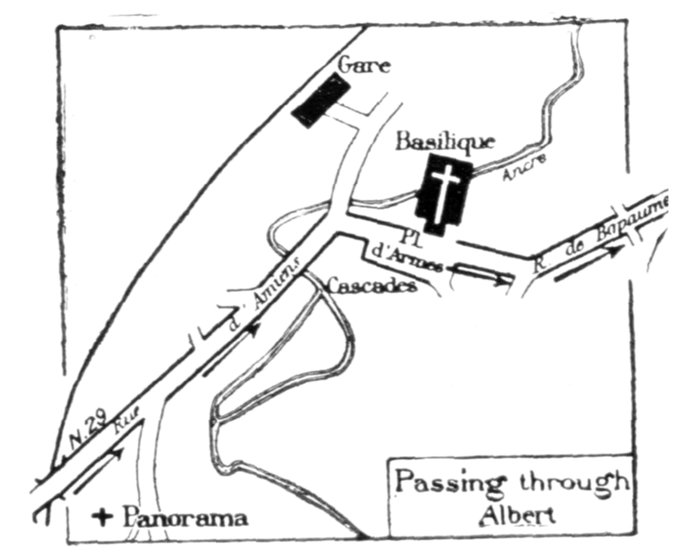 Gare
Basilique
Ancre
Pl.
d'Armes
R. de Bapaume
Cascades
N.29 Rue d'Amiens
Panorama
Passing through
Albert